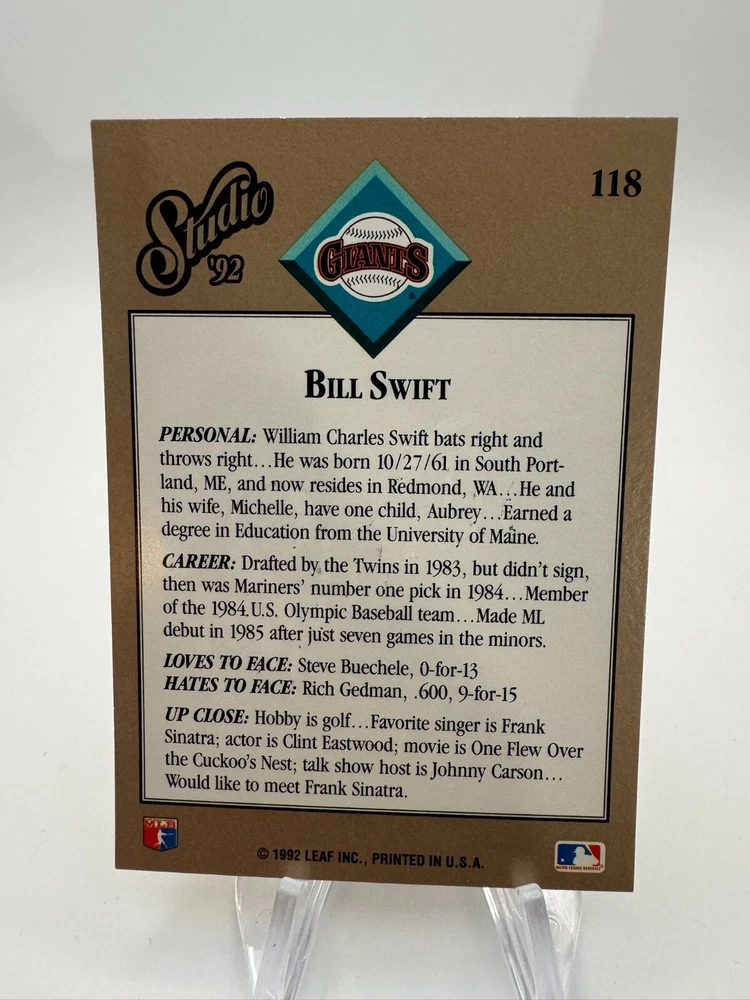 Studio
'92
GIANTS
118
BILL SWIFT
PERSONAL: William Charles Swift bats right and
throws right...He was born 10/27/61 in South Port-
land, ME, and now resides in Redmond, WA...He and
his wife, Michelle, have one child, Aubrey...Earned a
degree in Education from the University of Maine.
CAREER: Drafted by the Twins in 1983, but didn't sign,
then was Mariners' number one pick in 1984...Member
of the 1984 U.S. Olympic Baseball team...Made ML
debut in 1985 after just seven games in the minors.
LOVES TO FACE: Steve Buechele, 0-for-13
HATES TO FACE: Rich Gedman, .600, 9-for-15
UP CLOSE: Hobby is golf...Favorite singer is Frank
Sinatra; actor is Clint Eastwood; movie is One Flew Over
the Cuckoo's Nest; talk show host is Johnny Carson...
Would like to meet Frank Sinatra.
© 1992 LEAF INC., PRINTED IN U.S.A.
MAJOR LEAGUE BASEBALL